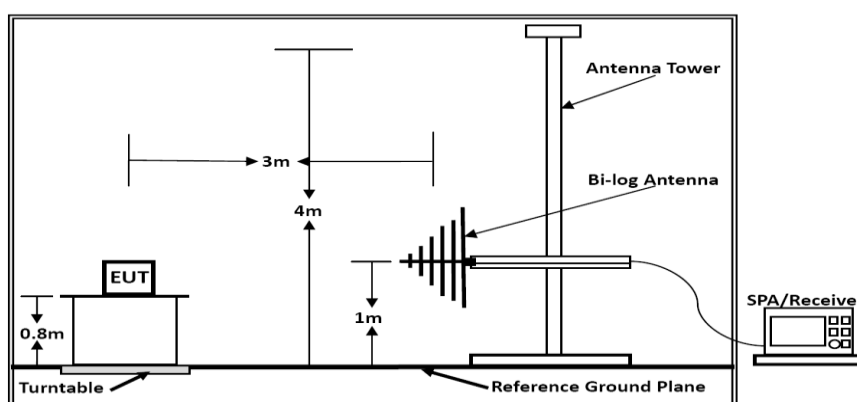 Antenna Tower
3m
Bi-log Antenna
4m
EUT
SPA/Receive
0.8m
1m
Turntable
Reference Ground Plane